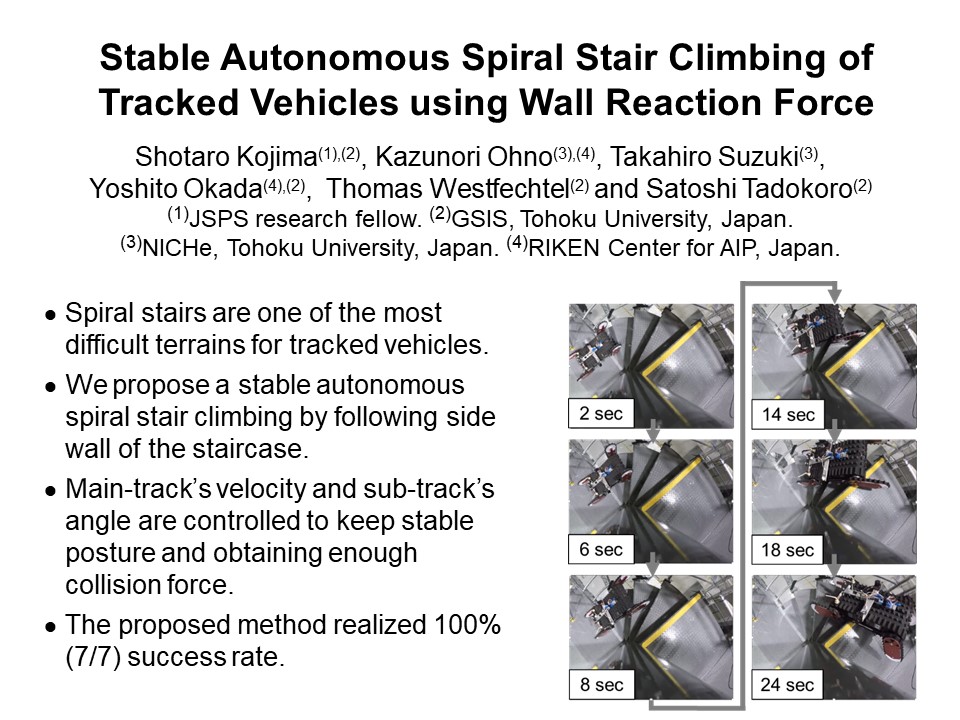 Stable Autonomous Spiral Stair Climbing of
Tracked Vehicles using Wall Reaction Force
Shotaro Kojima(1),(2), Kazunori Ohno(3),(4), Takahiro Suzuki(3),
Yoshito Okada(4),(2), Thomas Westfechtel(2) and Satoshi Tadokoro(2)
(1)JSPS research fellow. (2)GSIS, Tohoku University, Japan.
(3)NICHe, Tohoku University, Japan. (4)RIKEN Center for AIP, Japan.
● Spiral stairs are one of the most
difficult terrains for tracked vehicles.
● We propose a stable autonomous
spiral stair climbing by following side
wall of the staircase.
● Main-track’s velocity and sub-track’s
angle are controlled to keep stable
posture and obtaining enough
collision force.
● The proposed method realized 100%
(7/7) success rate.
2 sec
6 sec
8 sec
14 sec
18 sec
24 sec